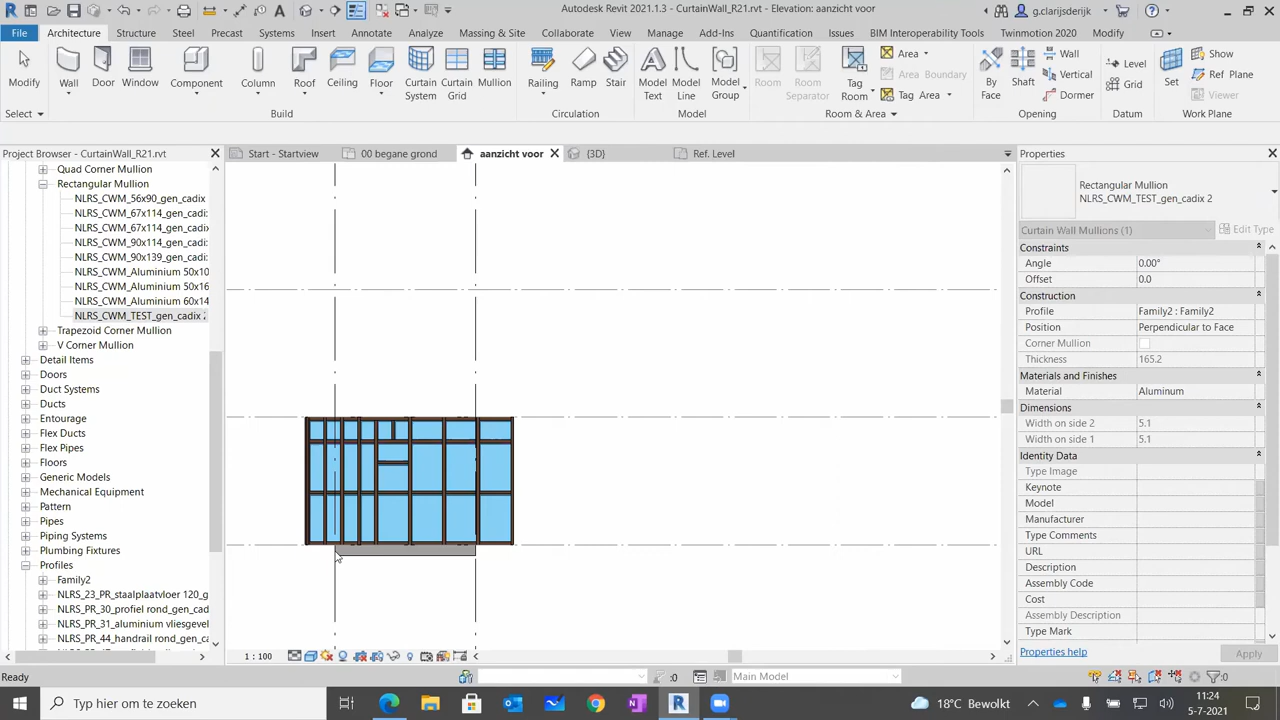 Autodesk Revit 2021.1.3 - CurtainWall_R21.rvt - Elevation: aanzicht voor
g.clarijsderijk
File Architecture Structure Steel Precast Systems Insert Annotate Analyze Massing & Site Collaborate View Manage Add-Ins Quantification Issues BIM Interoperability Tools Twinmotion 2020 Modify
Modify Wall Door Window Component Column Roof Ceiling Floor Curtain System Curtain Grid Mullion Railing Ramp Stair Model Text Model Line Model Group Room Room Separator Tag Room Area Area Boundary Tag Area By Face Shaft Wall Vertical Dormer Level Grid Set Show Ref Plane Viewer
Select Build Circulation Model Room & Area Opening Datum Work Plane
Project Browser - CurtainWall_R21.rvt
Start - Startview 00 begane grond aanzicht voor {3D} Ref. Level
Quad Corner Mullion
Rectangular Mullion
NLRS_CWM_56x90_gen_cadix
NLRS_CWM_67x114_gen_cadi:
NLRS_CWM_67x114_gen_cadi:
NLRS_CWM_90x114_gen_cadi:
NLRS_CWM_90x139_gen_cadi:
NLRS_CWM_Aluminium 50x10
NLRS_CWM_Aluminium 50x16
NLRS_CWM_Aluminium 60x14
NLRS_CWM_TEST_gen_cadix 2
Trapezoid Corner Mullion
V Corner Mullion
Detail Items
Doors
Duct Systems
Ducts
Entourage
Flex Ducts
Flex Pipes
Floors
Generic Models
Mechanical Equipment
Pattern
Pipes
Piping Systems
Plumbing Fixtures
Profiles
Family2
NLRS_23_PR_staalplaatvloer 120_g
NLRS_PR_30_profiel rond_gen_cadi
NLRS_PR_31_aluminium vliesgevel
NLRS_PR_44_handrail rond_gen_ca
1 : 100
Properties
Rectangular Mullion
NLRS_CWM_TEST_gen_cadix 2
Curtain Wall Mullions (1) Edit Type
Constraints
Angle 0.00°
Offset 0.0
Construction
Profile Family2 : Family2
Position Perpendicular to Face
Corner Mullion
Thickness 165.2
Materials and Finishes
Material Aluminum
Dimensions
Width on side 2 5.1
Width on side 1 5.1
Identity Data
Type Image
Keynote
Model
Manufacturer
Type Comments
URL
Description
Assembly Code
Cost
Assembly Description
Type Mark
Properties help Apply
Ready :0 Main Model :0
Typ hier om te zoeken
18°C Bewolkt
11:24
5-7-2021